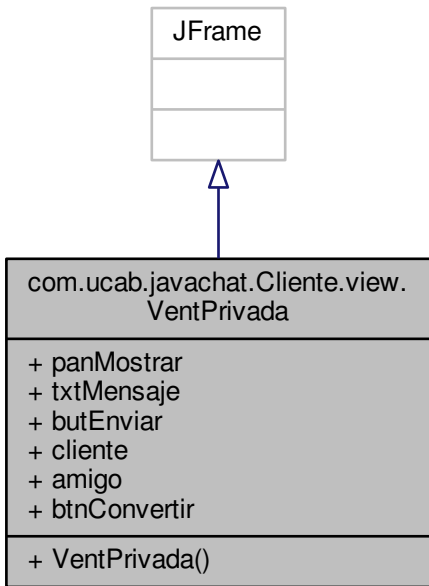 JFrame
com.ucab.javachat.Cliente.view.
VentPrivada
+ panMostrar
+ txtMensaje
+ butEnviar
+ cliente
+ amigo
+ btnConvertir
+ VentPrivada()